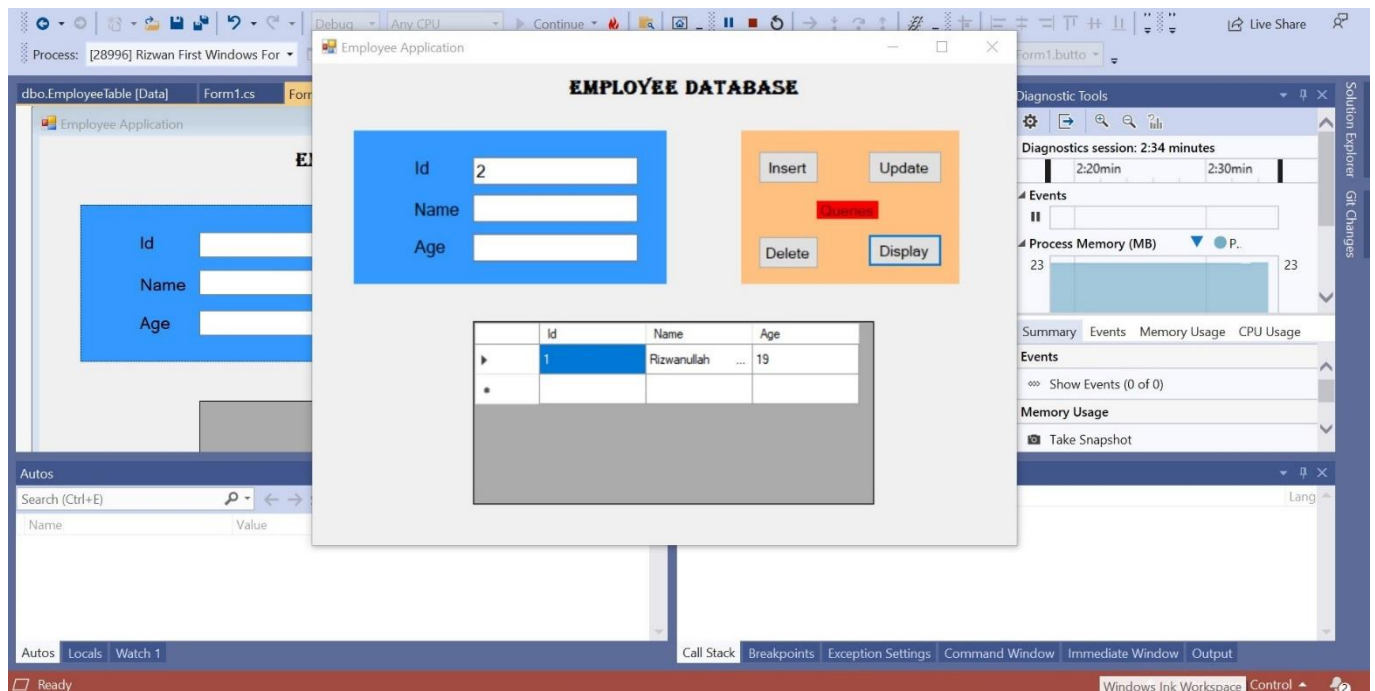 Debug Any CPU Continue Live Share
Process: [28996] Rizwan First Windows For
Form1.butto
dbo.EmployeeTable [Data] Form1.cs For
Employee Application
Id
Name
Age
Employee Application
EMPLOYEE DATABASE
Id 2
Name
Age
Insert Update
Queries
Delete Display
Id Name Age
1 Rizwanullah ... 19
Diagnostic Tools
Diagnostics session: 2:34 minutes
2:20min 2:30min
Events
Process Memory (MB) P..
23 23
Summary Events Memory Usage CPU Usage
Events
Show Events (0 of 0)
Memory Usage
Take Snapshot
Solution Explorer
Git Changes
Autos
Search (Ctrl+E)
Name Value
Lang
Autos Locals Watch 1
Call Stack Breakpoints Exception Settings Command Window Immediate Window Output
Ready
Windows Ink Workspace Control